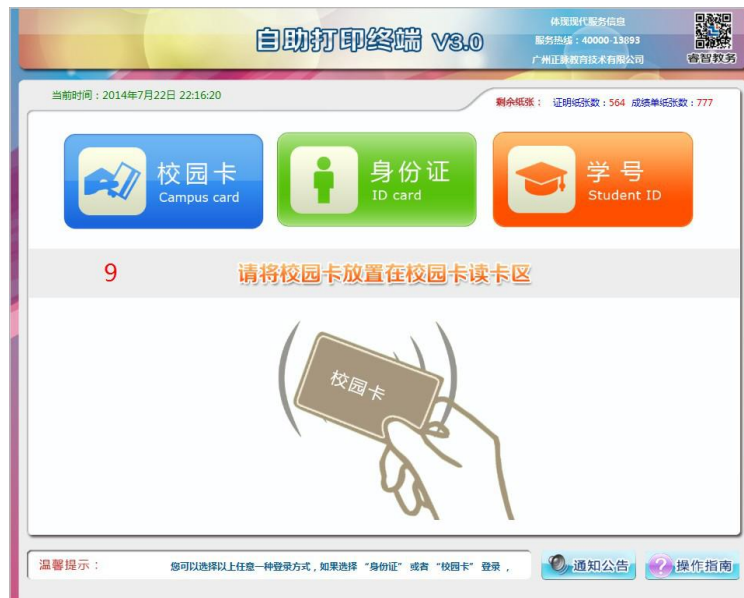 自助打印终端 V3.0
体现现代服务信息
服务热线：40000-13893
广州正脉教育技术有限公司
睿智教务
当前时间：2014年7月22日 22:16:20
剩余纸张： 证明纸张数：564 成绩单纸张数：777
校园卡
Campus card
身份证
ID card
学号
Student ID
9
请将校园卡放置在校园卡读卡区
校园卡
温馨提示：
您可以选择以上任意一种登录方式，如果选择 “身份证” 或者 “校园卡” 登录，
通知公告
操作指南